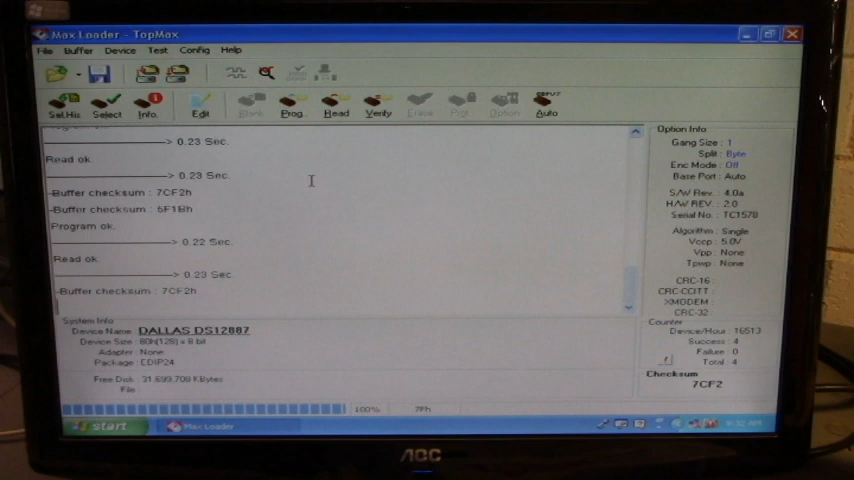 Max Loader - TopMax
File Buffer Device Test Config Help
Sel.His. Select Info. Edit Blank Prog. Read Verify Erase Prot. Option Auto
-> 0.23 Sec.
Read ok.
-> 0.23 Sec.
-Buffer checksum : 7CF2h
-Buffer checksum : 5F1Bh
Program ok.
-> 0.22 Sec.
Read ok.
-> 0.23 Sec.
-Buffer checksum : 7CF2h
Option Info
Gang Size : 1
Split : Byte
Enc Mode : Off
Base Port : Auto
S/W Rev. : 4.0a
H/W REV. : 2.0
Serial No. : TC1578
Algorithm : Single
Vccp : 5.0V
Vpp : None
Tpwp : None
CRC-16 :
CRC-CCITT :
XMODEM :
CRC-32 :
System Info
Device Name : DALLAS DS12887
Device Size : 80h(128) x 8 bit
Adapter : None
Package : EDIP24
Free Disk : 31,699,708 KBytes
File
Counter
Device/Hour : 16513
Success : 4
Failure : 0
Total : 4
Checksum
7CF2
100% 7Fh
start Max Loader 9:32 AM
AOC